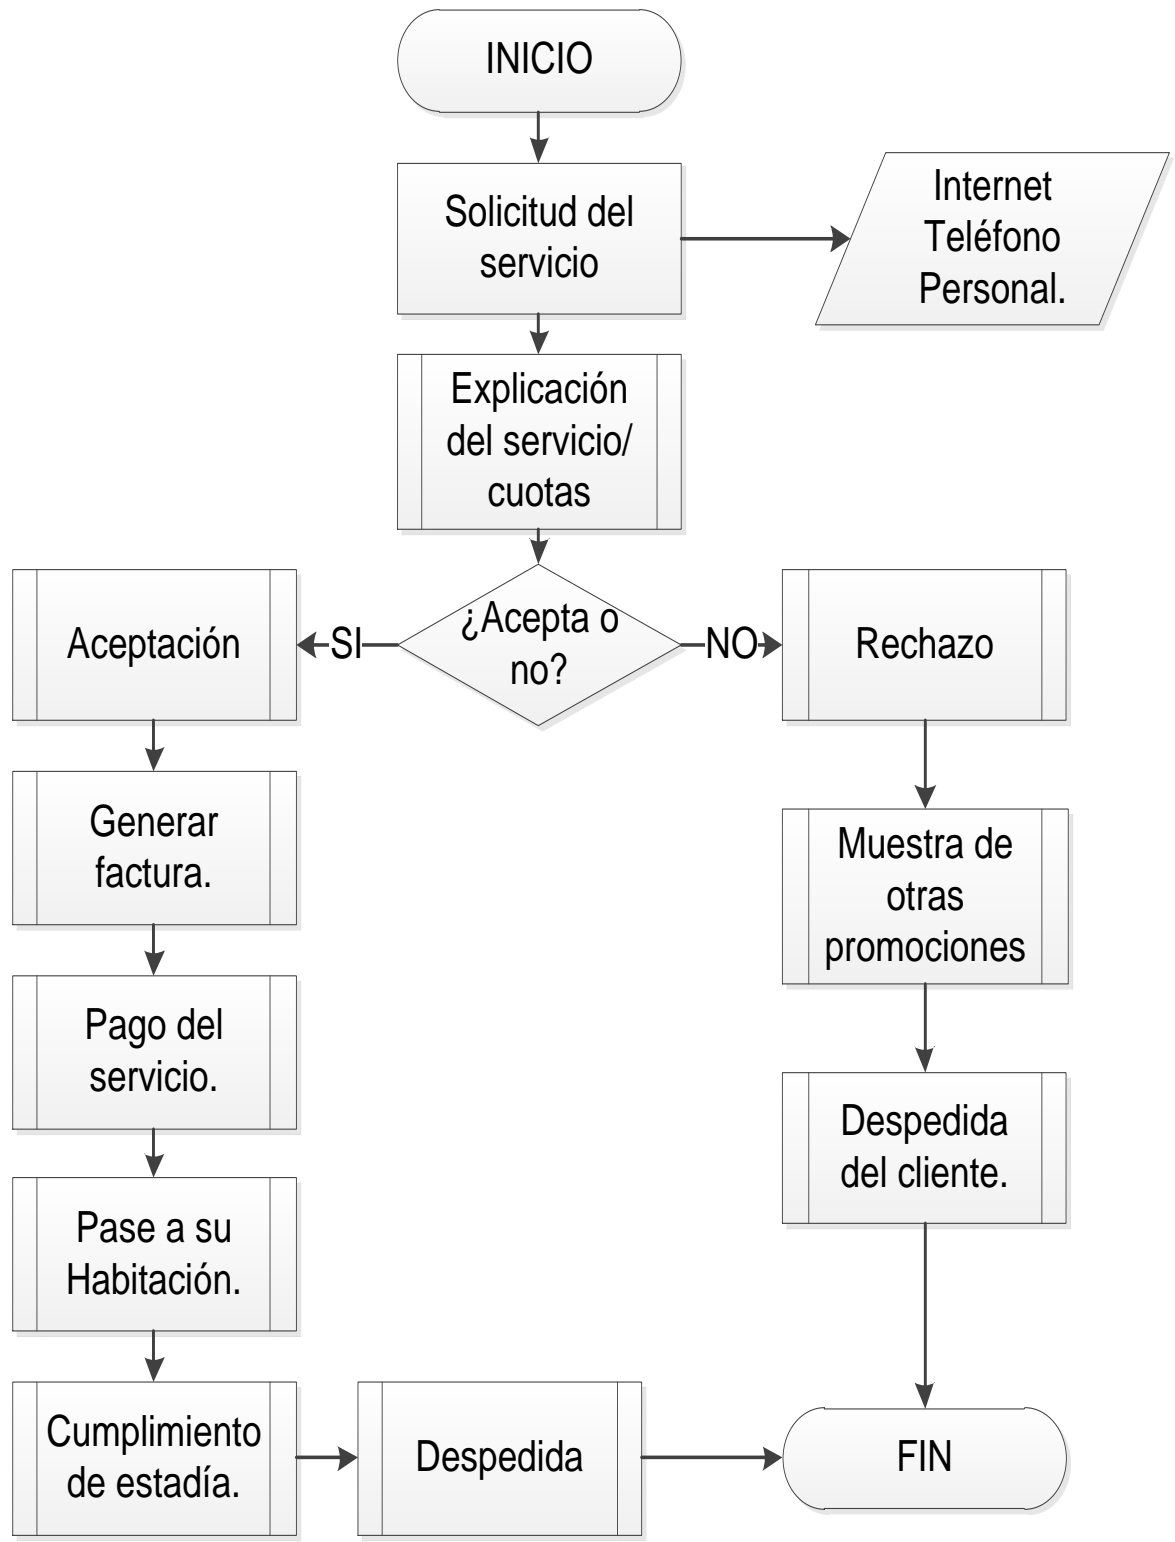 INICIO
Solicitud del
servicio
Internet
Teléfono
Personal.
Explicación
del servicio/
cuotas
¿Acepta o
no?
SI
NO
Aceptación
Rechazo
Generar
factura.
Muestra de
otras
promociones
Pago del
servicio.
Despedida
del cliente.
Pase a su
Habitación.
Cumplimiento
de estadía.
Despedida
FIN